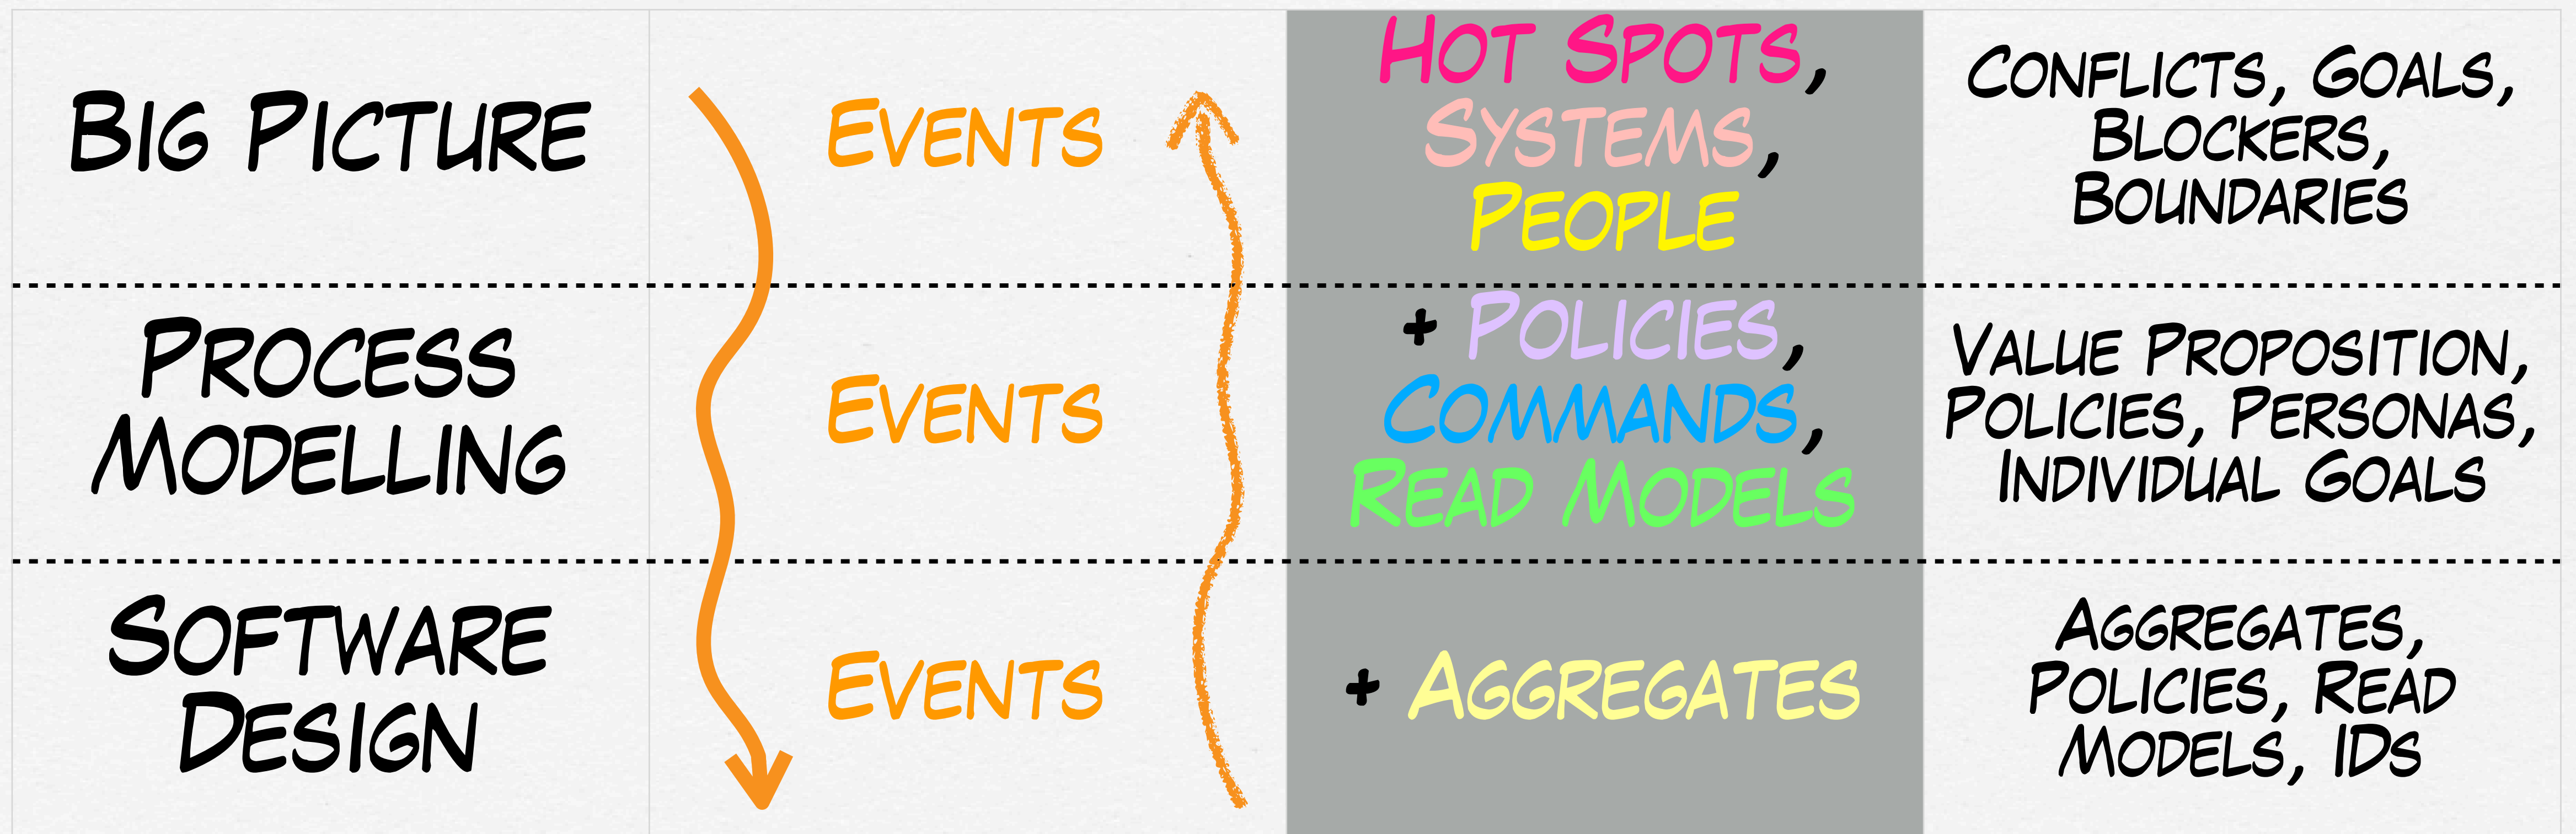 Big Picture
Events
Hot Spots,
Systems,
People
Conflicts, Goals,
Blockers,
Boundaries
Process
Modelling
Events
+ Policies,
Commands,
Read Models
Value Proposition,
Policies, Personas,
Individual Goals
Software
Design
Events
+ Aggregates
Aggregates,
Policies, Read
Models, IDs